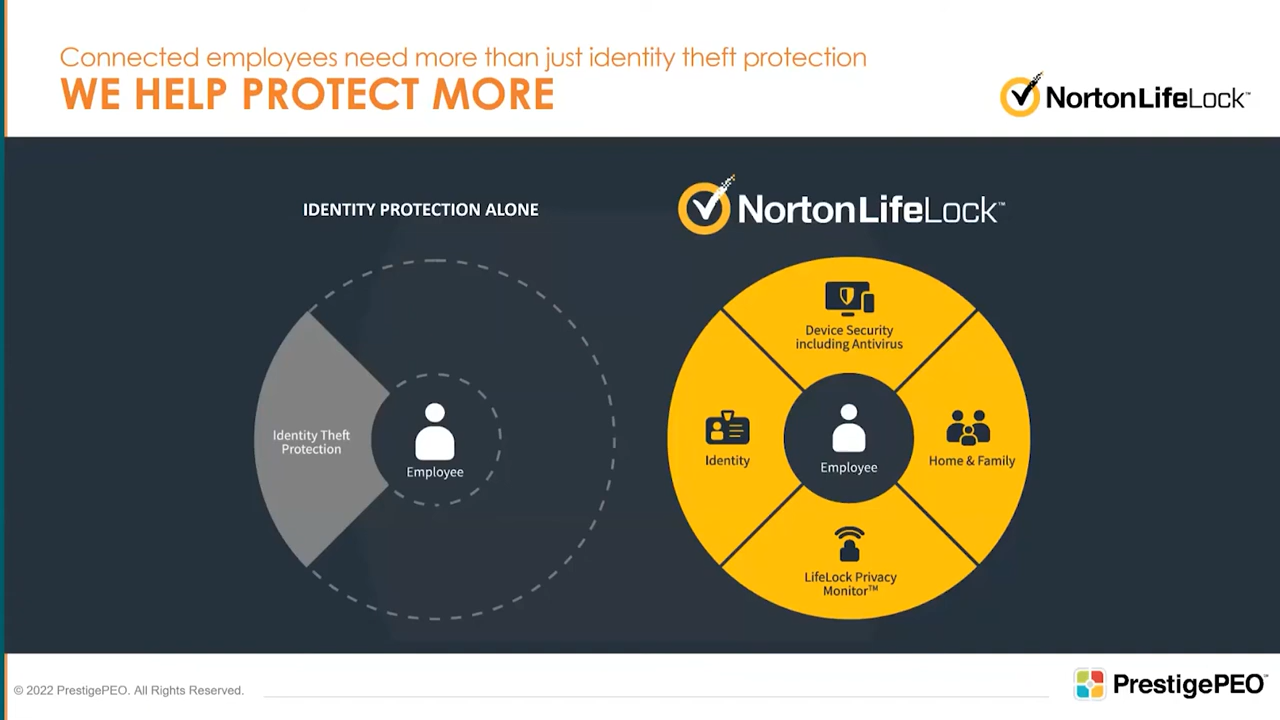 Connected employees need more than just identity theft protection
WE HELP PROTECT MORE
NortonLifeLock™
IDENTITY PROTECTION ALONE
NortonLifeLock™
Identity Theft
Protection
Employee
Device Security
including Antivirus
Identity
Employee
Home & Family
LifeLock Privacy
Monitor™
© 2022 PrestigePEO. All Rights Reserved.
PrestigePEO™